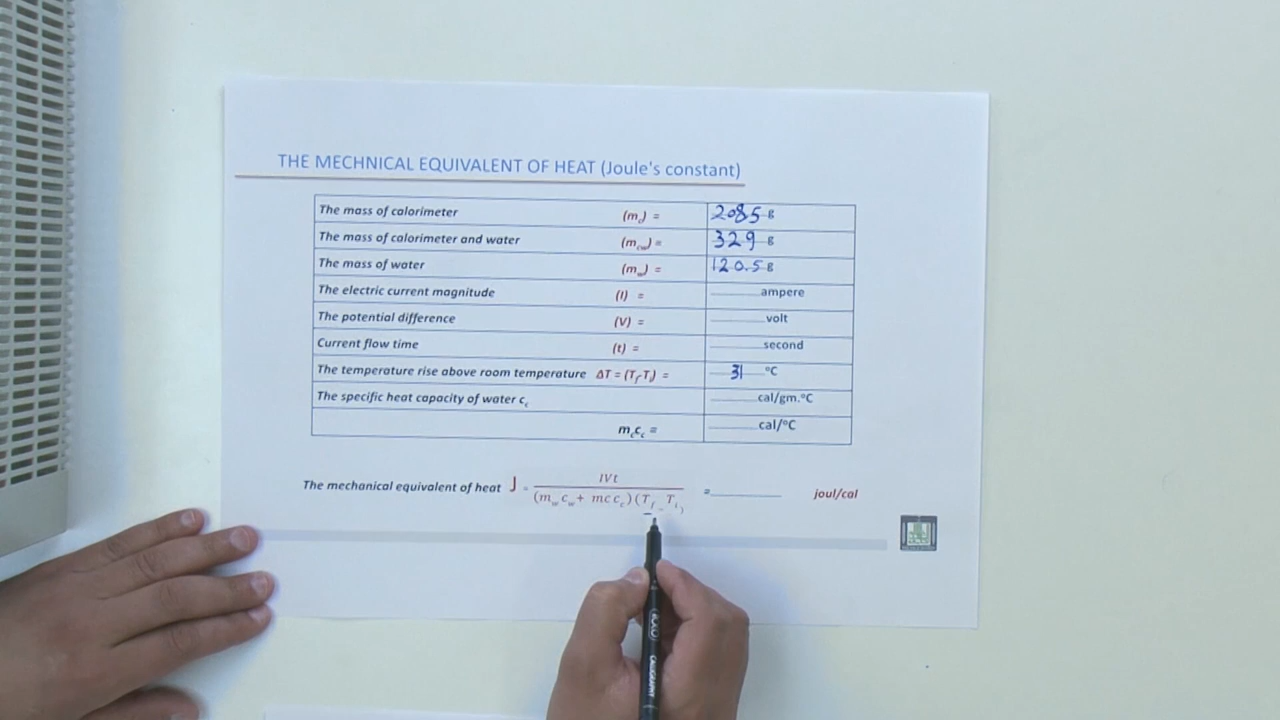 THE MECHNICAL EQUIVALENT OF HEAT (Joule's constant)
The mass of calorimeter (mc) = 208.5 g
The mass of calorimeter and water (mcw) = 329 g
The mass of water (mw) = 120.5 g
The electric current magnitude (I) = ............ampere
The potential difference (V) = ............volt
Current flow time (t) = ............second
The temperature rise above room temperature ΔT = (Tf-Ti) = 31 °C
The specific heat capacity of water cc ............cal/gm.°C
mccc = ............cal/°C
The mechanical equivalent of heat J = IVt / (mw cw + mc cc)(Tf - Ti) =____________ joul/cal